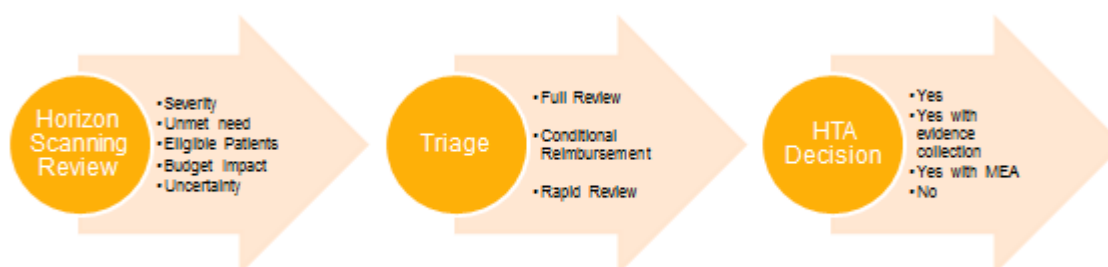 Horizon
Scanning
Review
•Severity
•Unmet need
•Eligible Patients
•Budget Impact
•Uncertainty
Triage
•Full Review
•Conditional
Reimbursement
•Rapid Review
HTA
Decision
•Yes
•Yes with
evidence
collection
•Yes with MEA
•No